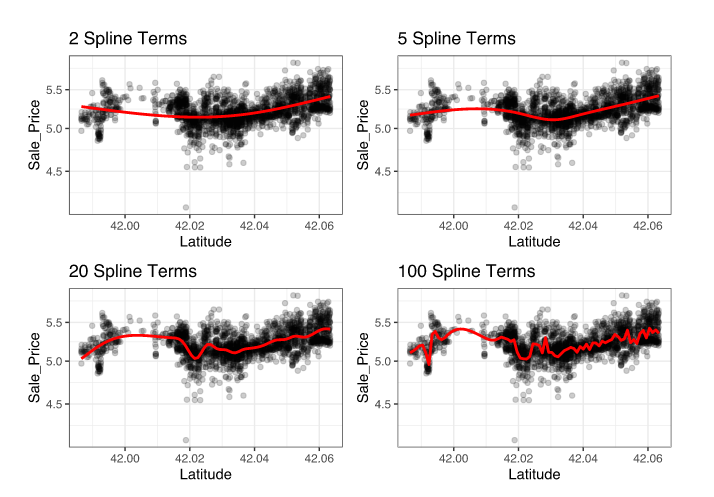 2 Spline Terms
5 Spline Terms
Sale_Price
5.5
5.0
4.5
42.00 42.02 42.04 42.06
Latitude
Sale_Price
5.5
5.0
4.5
42.00 42.02 42.04 42.06
Latitude
20 Spline Terms
100 Spline Terms
Sale_Price
5.5
5.0
4.5
42.00 42.02 42.04 42.06
Latitude
Sale_Price
5.5
5.0
4.5
42.00 42.02 42.04 42.06
Latitude